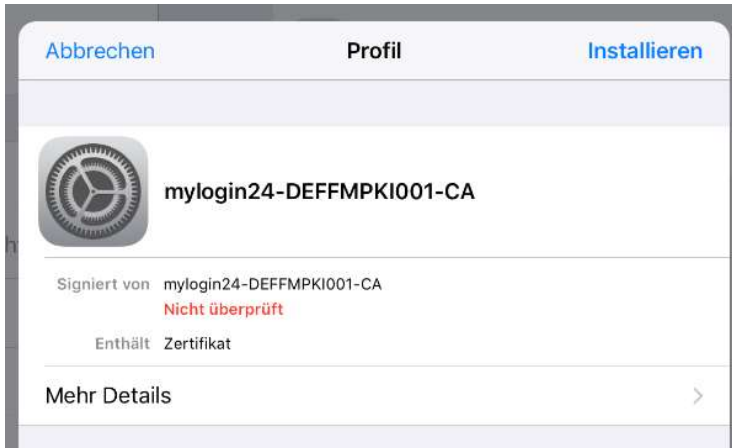 Abbrechen Profil Installieren
mylogin24-DEFFMPKI001-CA
Signiert von mylogin24-DEFFMPKI001-CA
Nicht überprüft
Enthält Zertifikat
Mehr Details